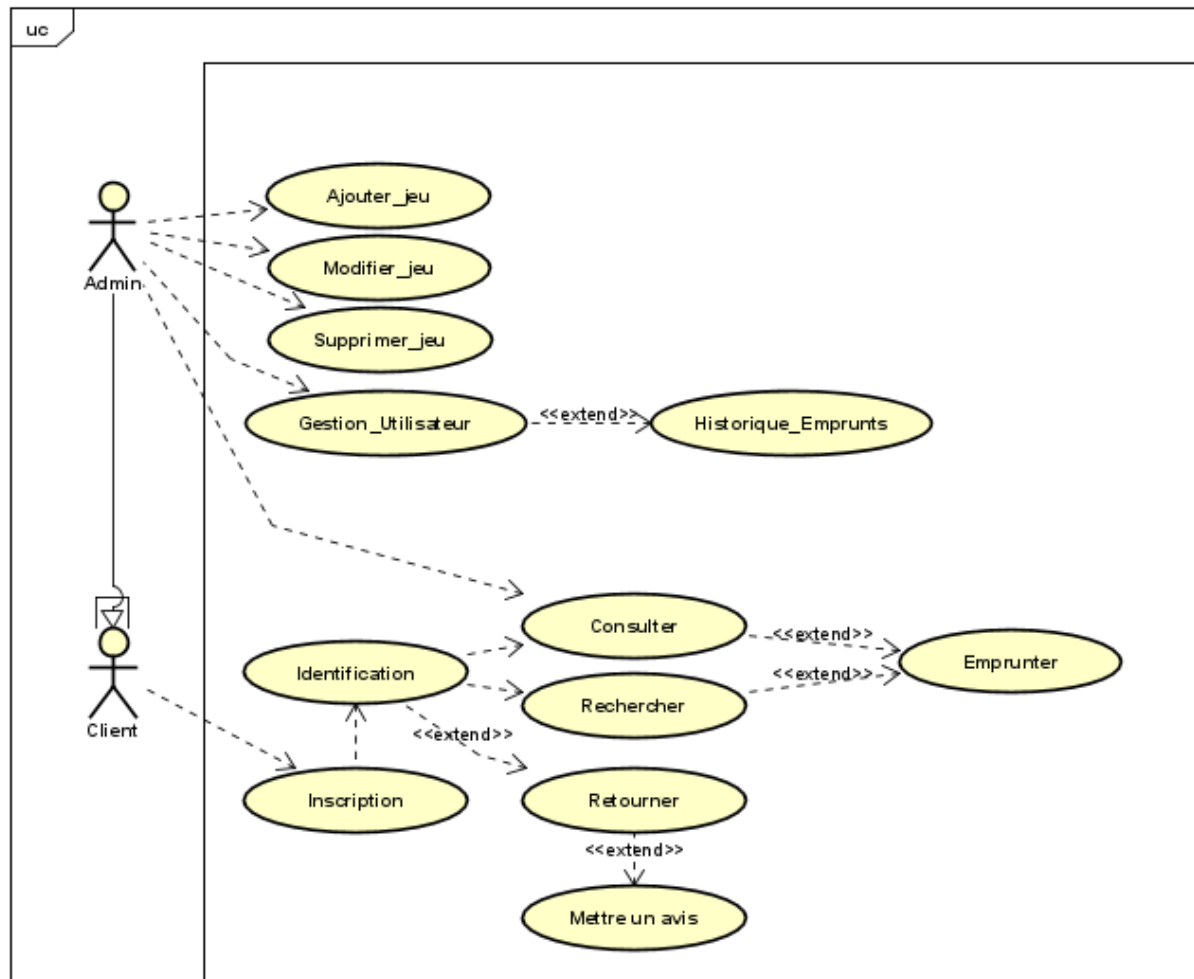 uc
Ajouter_jeu
Modifier_jeu
Admin
Supprimer_jeu
Gestion_Utilisateur
<<extend>>
Historique_Emprunts
Consulter
<<extend>>
Emprunter
Identification
<<extend>>
Rechercher
Client
<<extend>>
Inscription
Retourner
<<extend>>
Mettre un avis